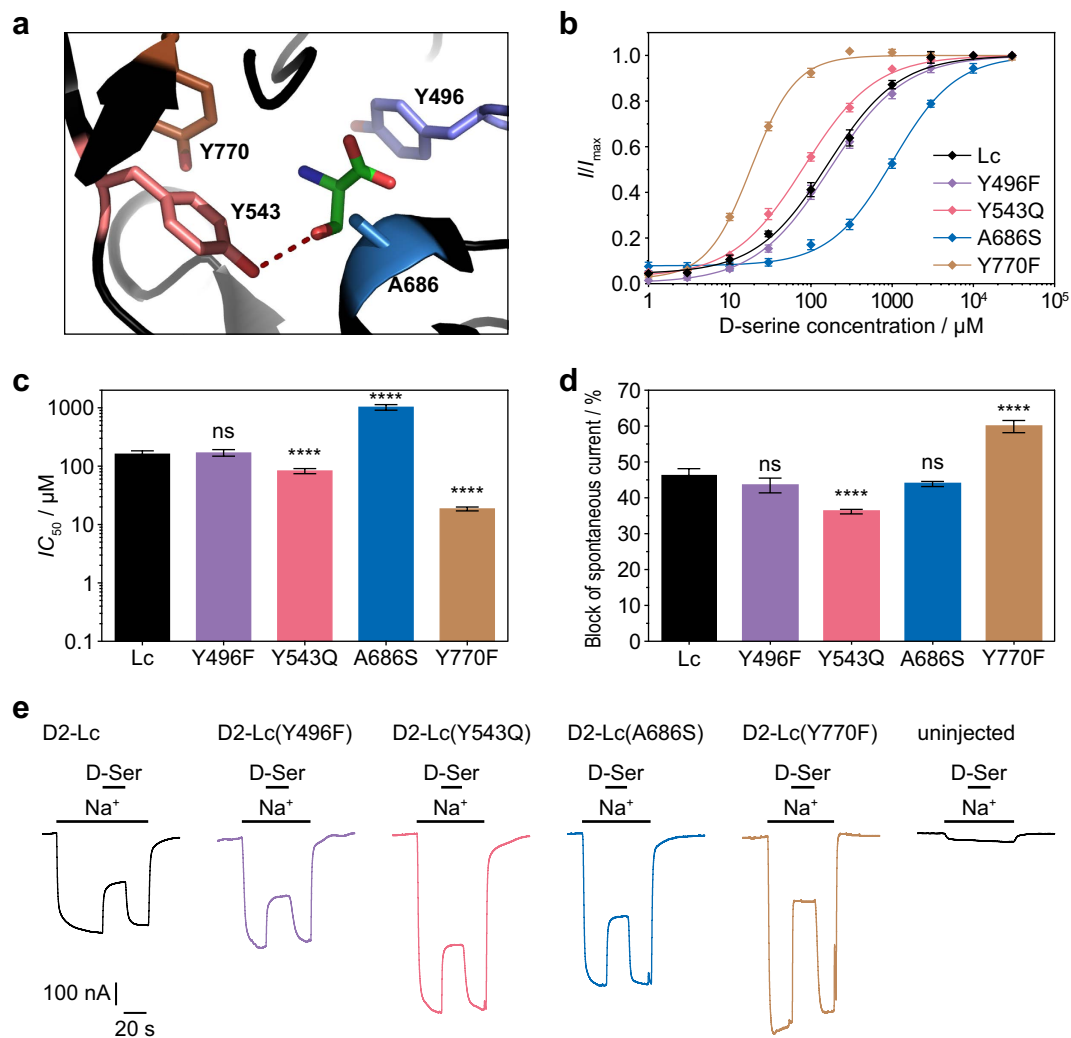 a
Y770
Y496
Y543
A686
b
I/Imax
1.0
0.8
0.6
0.4
0.2
0.0
Lc
Y496F
Y543Q
A686S
Y770F
1 10 100 1000 10⁴ 10⁵
D-serine concentration / µM
c
IC50 / µM
1000
100
10
1
0.1
ns
****
****
****
Lc Y496F Y543Q A686S Y770F
d
Block of spontaneous current / %
70
60
50
40
30
20
10
0
ns
****
ns
****
Lc Y496F Y543Q A686S Y770F
e
D2-Lc D2-Lc(Y496F) D2-Lc(Y543Q) D2-Lc(A686S) D2-Lc(Y770F) uninjected
D-Ser D-Ser D-Ser D-Ser D-Ser D-Ser
Na⁺ Na⁺ Na⁺ Na⁺ Na⁺ Na⁺
100 nA
20 s